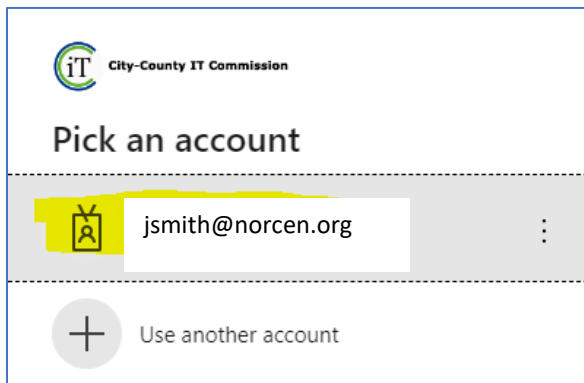 iT City-County IT Commission
Pick an account
jsmith@norcen.org
Use another account